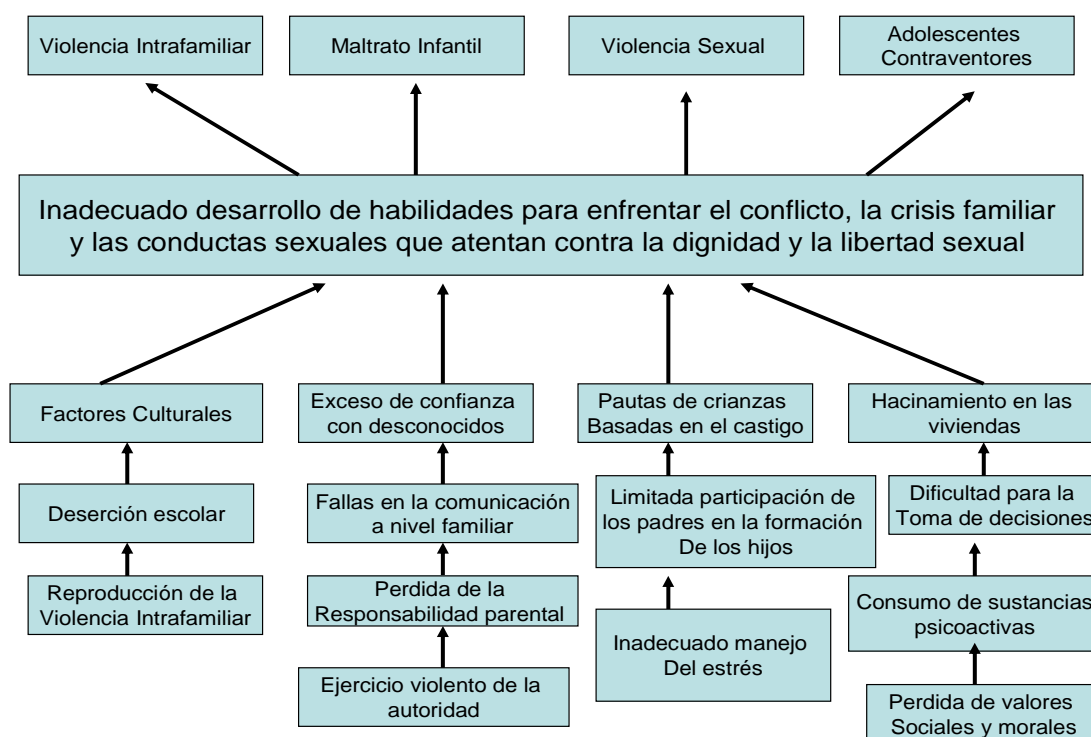 Violencia Intrafamiliar
Maltrato Infantil
Violencia Sexual
Adolescentes
Contraventores
Inadecuado desarrollo de habilidades para enfrentar el conflicto, la crisis familiar
y las conductas sexuales que atentan contra la dignidad y la libertad sexual
Factores Culturales
Exceso de confianza
con desconocidos
Pautas de crianzas
Basadas en el castigo
Hacinamiento en las
viviendas
Deserción escolar
Fallas en la comunicación
a nivel familiar
Limitada participación de
los padres en la formación
De los hijos
Dificultad para la
Toma de decisiones
Reproducción de la
Violencia Intrafamiliar
Perdida de la
Responsabilidad parental
Inadecuado manejo
Del estrés
Consumo de sustancias
psicoactivas
Ejercicio violento de la
autoridad
Perdida de valores
Sociales y morales